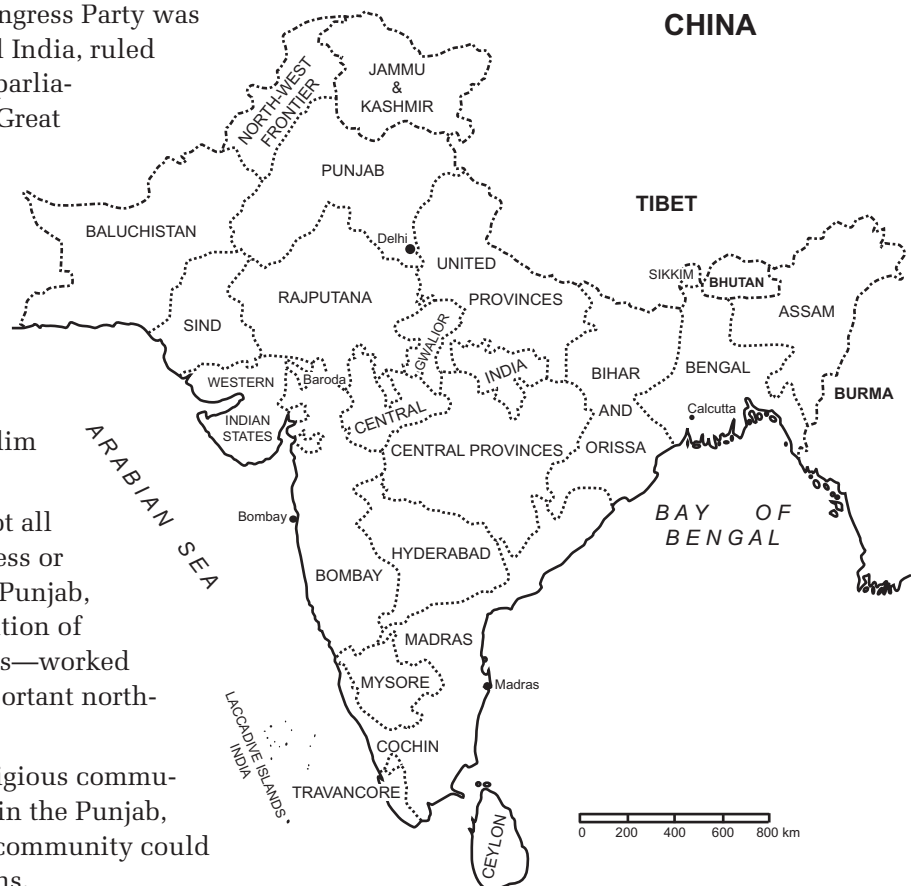 ngress Party was
l India, ruled
parlia-
Great
lim
ot all
ess or
Punjab,
tion of
s—worked
portant north-
igious commu-
in the Punjab,
community could
ns.
CHINA
JAMMU
&
KASHMIR
NORTH-WEST
FRONTIER
PUNJAB
TIBET
BALUCHISTAN
Delhi
UNITED
PROVINCES
SIKKIM
BHUTAN
ASSAM
RAJPUTANA
SIND
GWALIOR
WESTERN
INDIAN
STATES
Baroda
CENTRAL
INDIA
BIHAR
AND
ORISSA
BENGAL
BURMA
Calcutta
CENTRAL PROVINCES
ARABIAN SEA
Bombay
BOMBAY
HYDERABAD
BAY OF
BENGAL
MADRAS
MYSORE
Madras
LACCADIVE ISLANDS
INDIA
COCHIN
TRAVANCORE
CEYLON
0 200 400 600 800 km